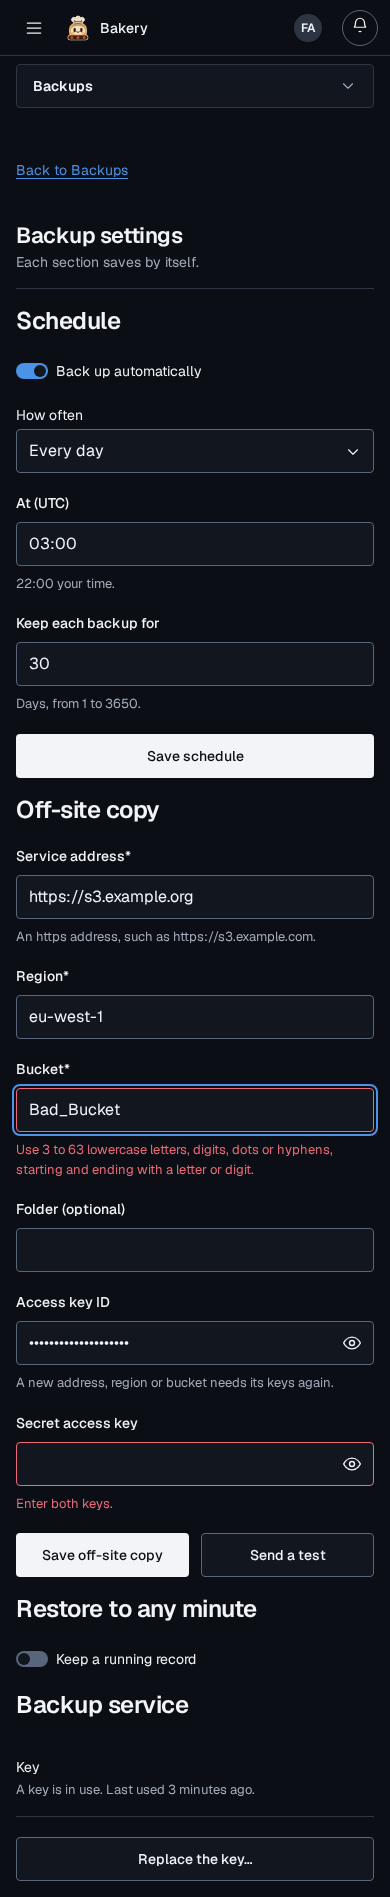 Bakery
FA
Backups
Back to Backups
Backup settings
Each section saves by itself.
Schedule
Back up automatically
How often
Every day
At (UTC)
03:00
22:00 your time.
Keep each backup for
30
Days, from 1 to 3650.
Save schedule
Off-site copy
Service address*
https://s3.example.org
An https address, such as https://s3.example.com.
Region*
eu-west-1
Bucket*
Bad_Bucket
Use 3 to 63 lowercase letters, digits, dots or hyphens,
starting and ending with a letter or digit.
Folder (optional)
Access key ID
••••••••••••••••••••
A new address, region or bucket needs its keys again.
Secret access key
Enter both keys.
Save off-site copy
Send a test
Restore to any minute
Keep a running record
Backup service
Key
A key is in use. Last used 3 minutes ago.
Replace the key...